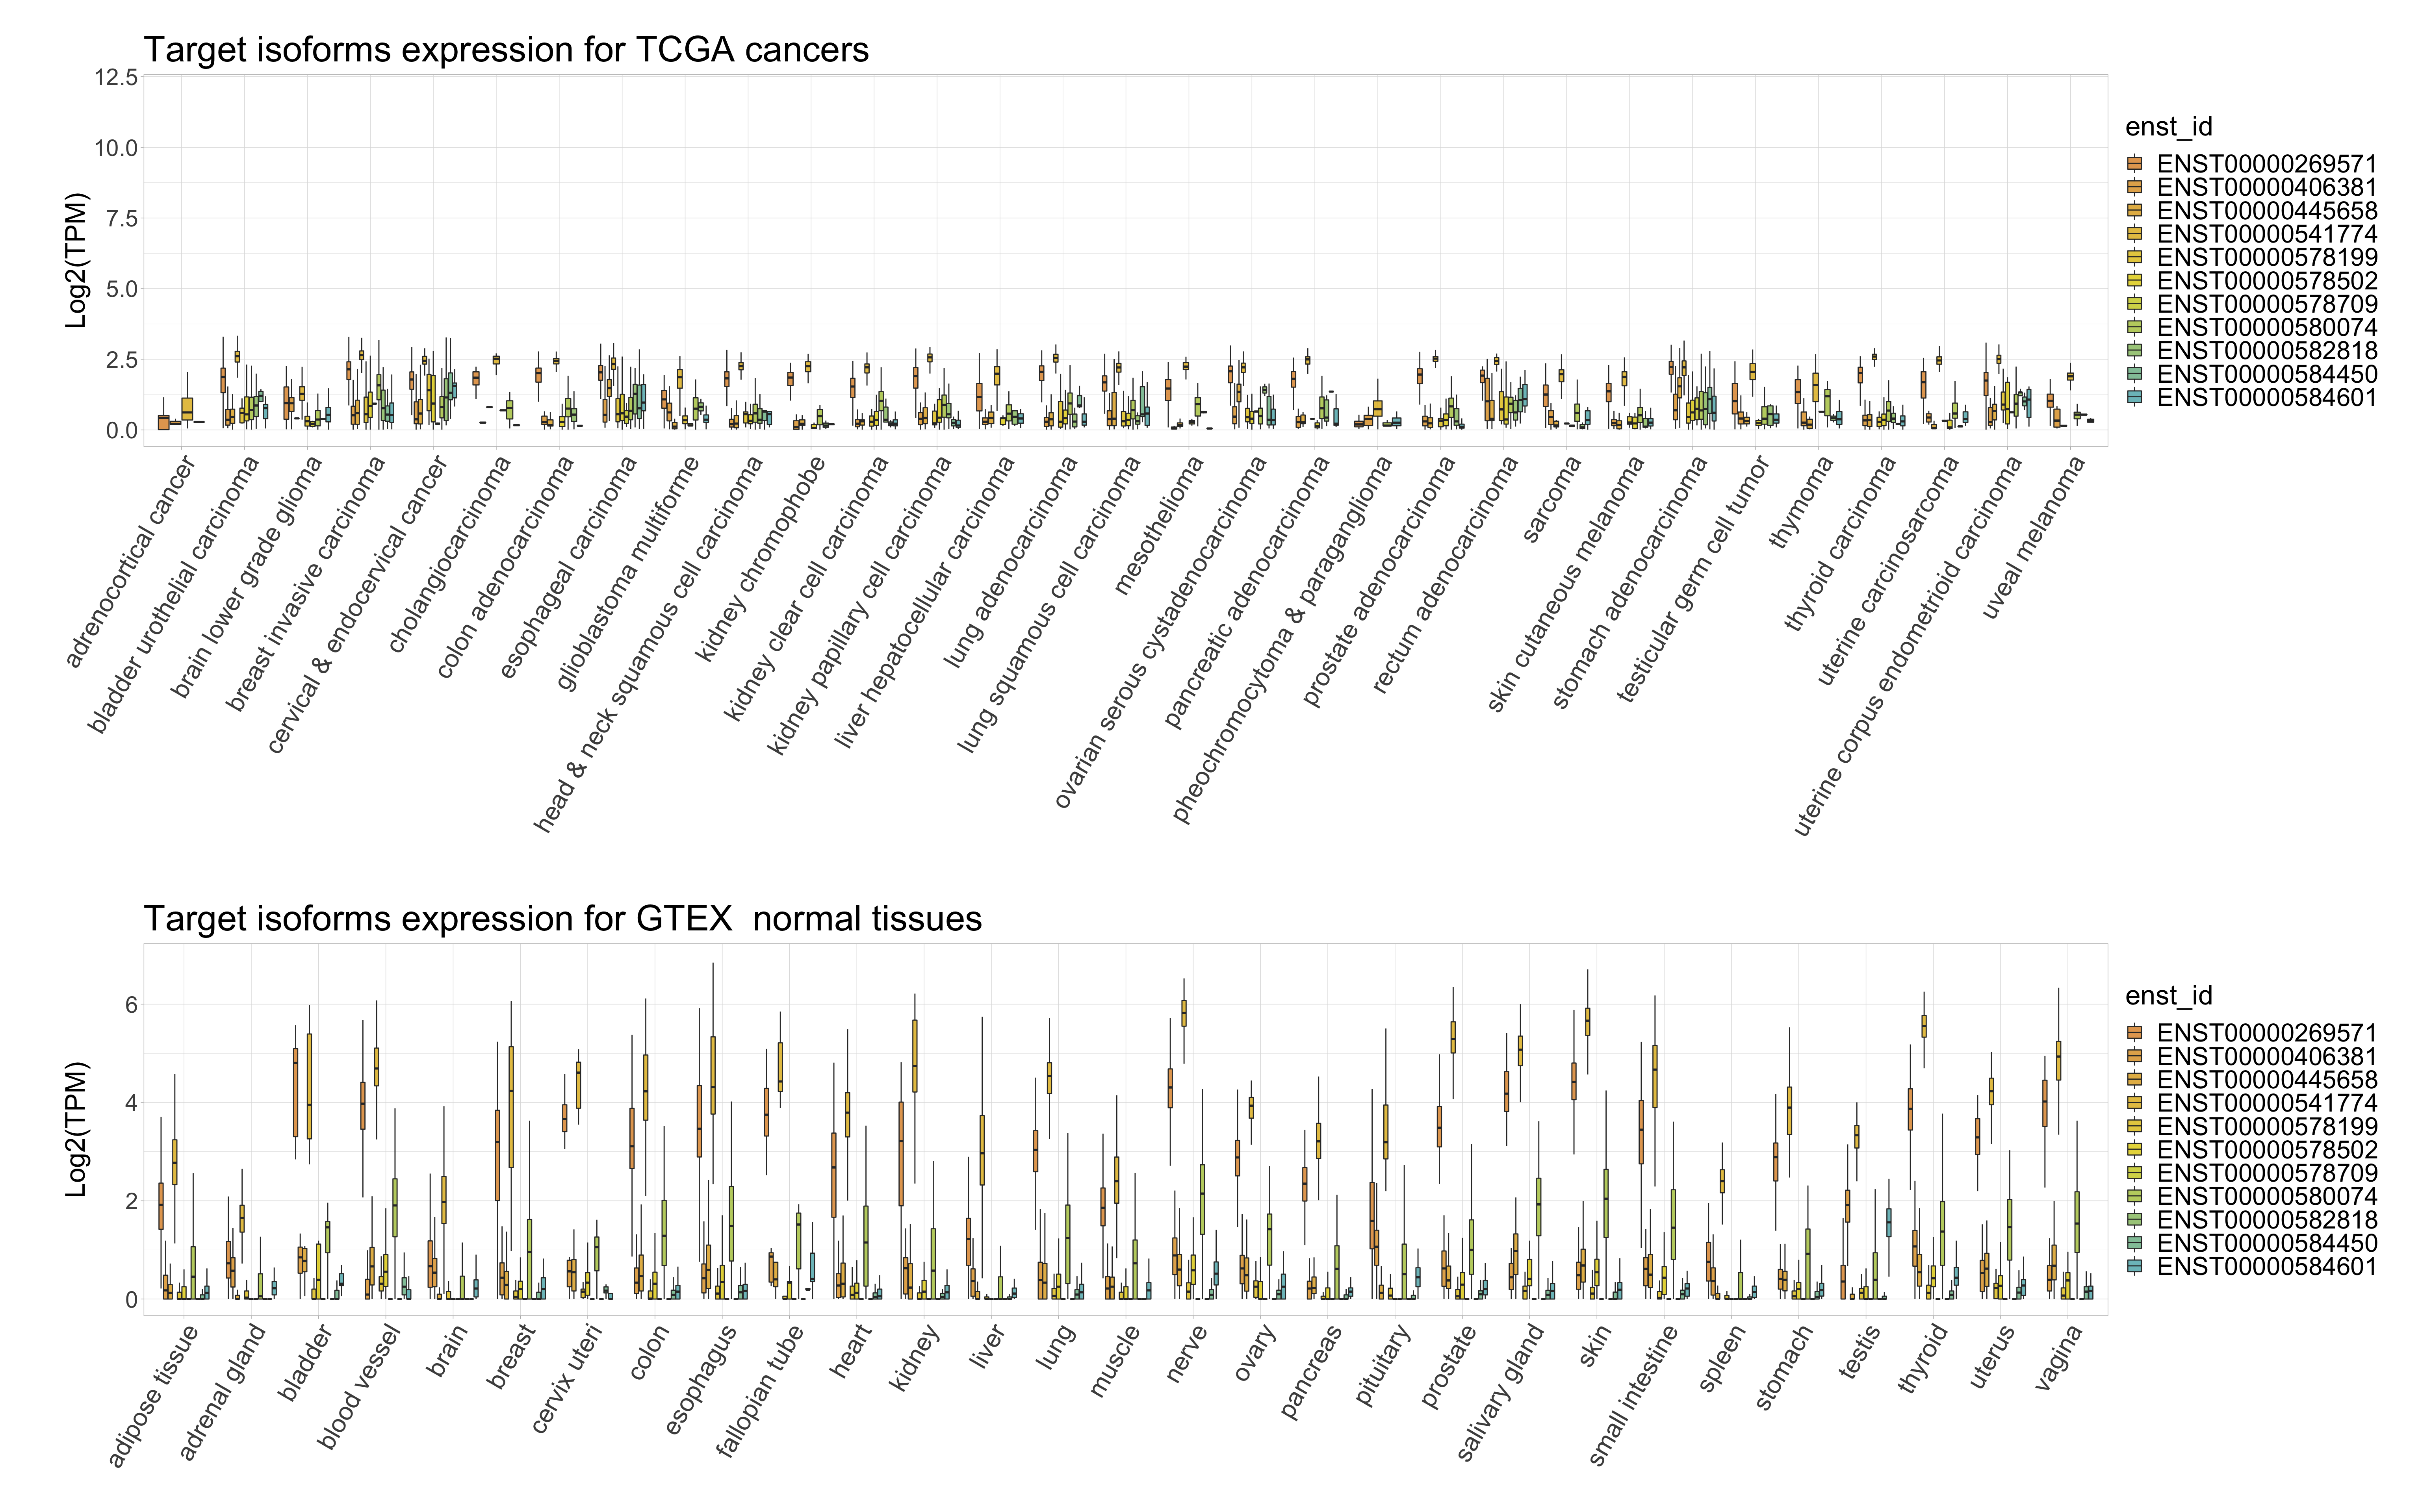 Target isoforms expression for TCGA cancers
Log2(TPM)
12.5
10.0
7.5
5.0
2.5
0.0
adrenocortical cancer
bladder urothelial carcinoma
brain lower grade glioma
breast invasive carcinoma
cervical & endocervical cancer
cholangiocarcinoma
colon adenocarcinoma
esophageal carcinoma
glioblastoma multiforme
head & neck squamous cell carcinoma
kidney chromophobe
kidney clear cell carcinoma
kidney papillary cell carcinoma
liver hepatocellular carcinoma
lung adenocarcinoma
lung squamous cell carcinoma
mesothelioma
ovarian serous cystadenocarcinoma
pancreatic adenocarcinoma
pheochromocytoma & paraganglioma
prostate adenocarcinoma
rectum adenocarcinoma
sarcoma
skin cutaneous melanoma
stomach adenocarcinoma
testicular germ cell tumor
thymoma
thyroid carcinoma
uterine carcinosarcoma
uterine corpus endometrioid carcinoma
uveal melanoma
enst_id
ENST00000269571
ENST00000406381
ENST00000445658
ENST00000541774
ENST00000578199
ENST00000578502
ENST00000578709
ENST00000580074
ENST00000582818
ENST00000584450
ENST00000584601
Target isoforms expression for GTEX  normal tissues
Log2(TPM)
6
4
2
0
adipose tissue
adrenal gland
bladder
blood vessel
brain
breast
cervix uteri
colon
esophagus
fallopian tube
heart
kidney
liver
lung
muscle
nerve
ovary
pancreas
pituitary
prostate
salivary gland
skin
small intestine
spleen
stomach
testis
thyroid
uterus
vagina
enst_id
ENST00000269571
ENST00000406381
ENST00000445658
ENST00000541774
ENST00000578199
ENST00000578502
ENST00000578709
ENST00000580074
ENST00000582818
ENST00000584450
ENST00000584601